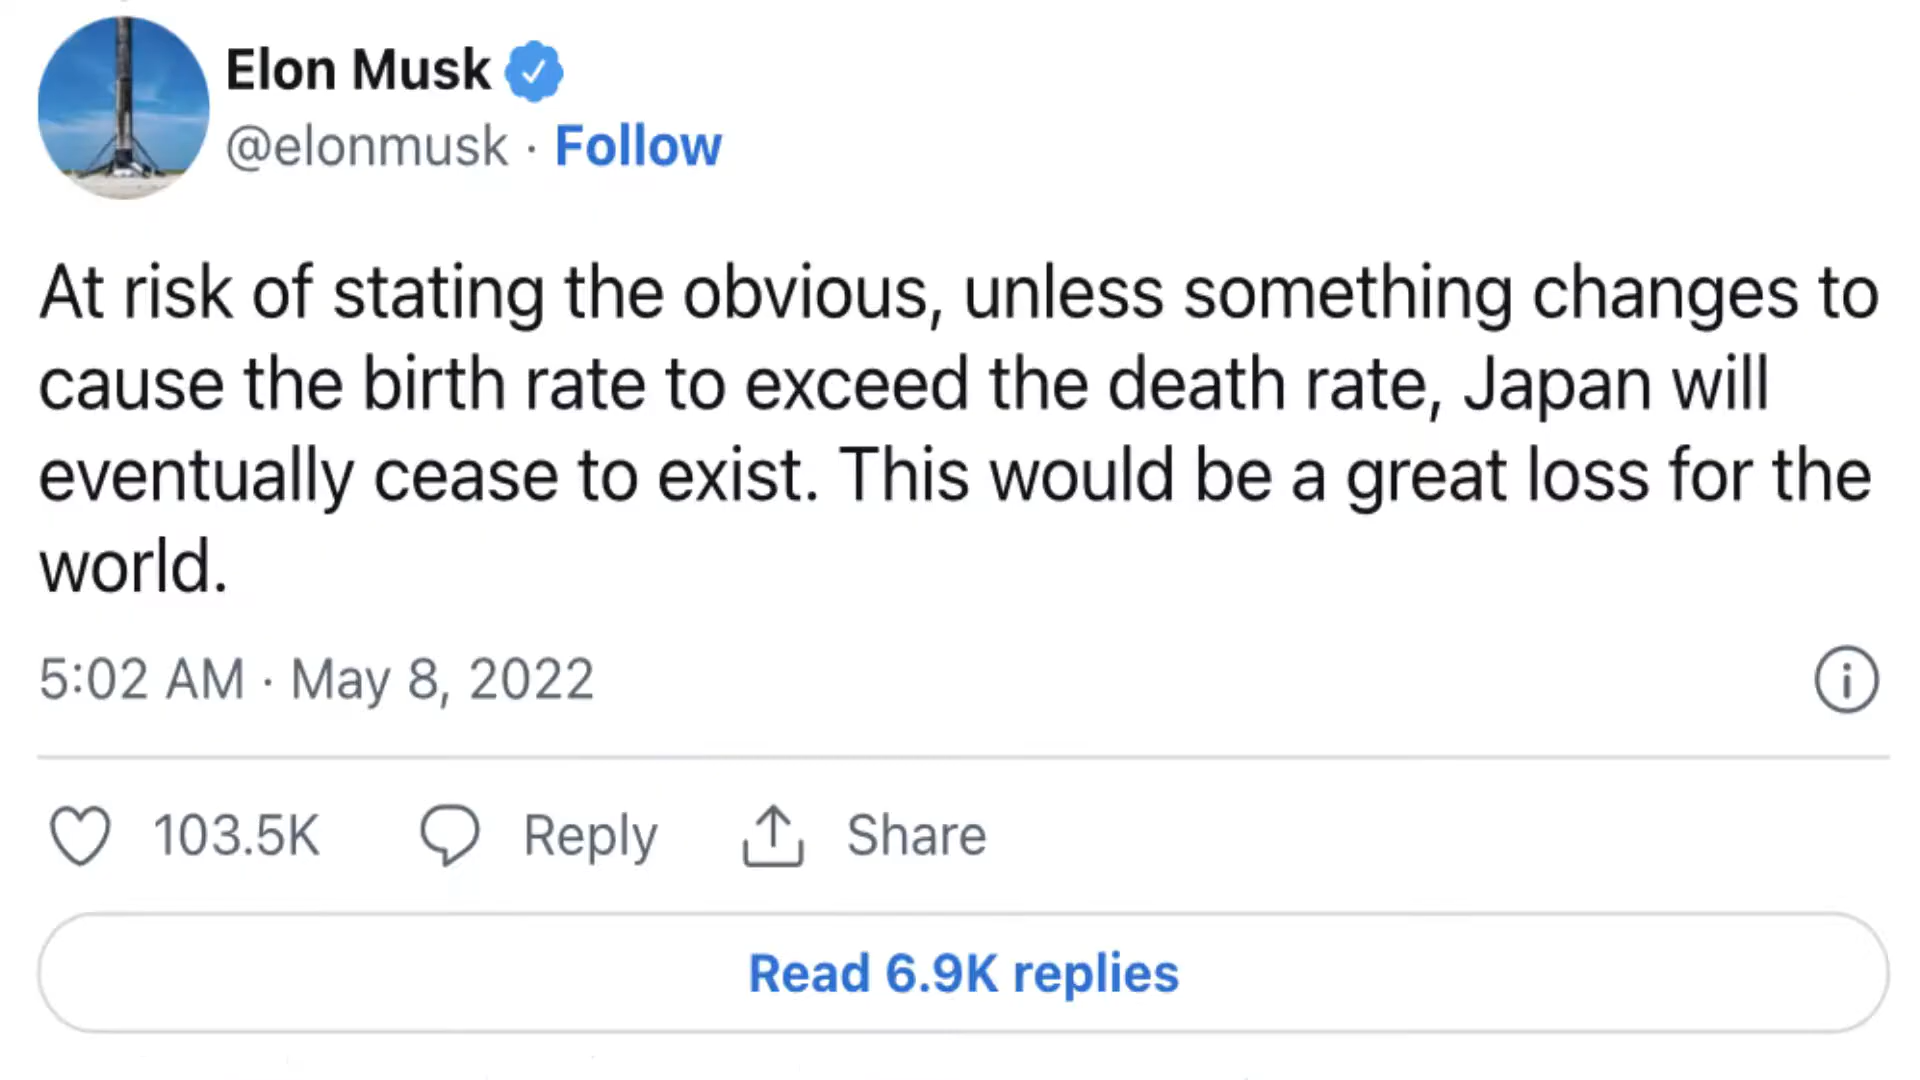 Elon Musk
@elonmusk · Follow
At risk of stating the obvious, unless something changes to
cause the birth rate to exceed the death rate, Japan will
eventually cease to exist. This would be a great loss for the
world.
5:02 AM · May 8, 2022
103.5K Reply Share
Read 6.9K replies